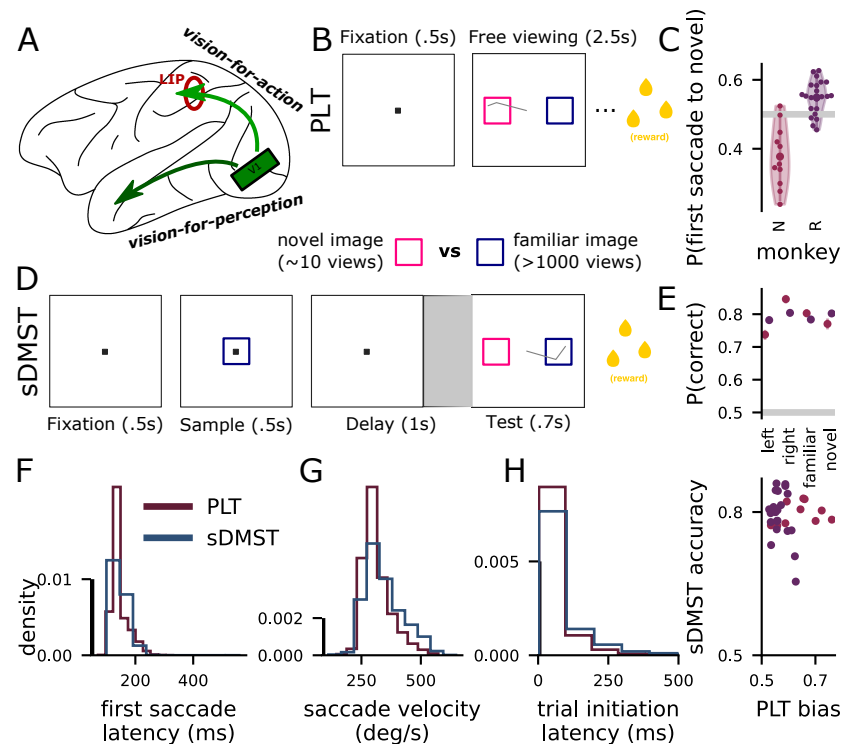 A
vision-for-action
LIP
V1
vision-for-perception
B
PLT
Fixation (.5s)
Free viewing (2.5s)
...
(reward)
C
P(first saccade to novel)
0.6
0.4
N
R
monkey
novel image
(~10 views)
vs
familiar image
(>1000 views)
D
sDMST
Fixation (.5s)
Sample (.5s)
Delay (1s)
Test (.7s)
(reward)
E
P(correct)
0.8
0.7
0.6
0.5
left
right
familiar
novel
sDMST accuracy
0.8
0.5
0.5
0.7
PLT bias
F
PLT
sDMST
density
0.01
0.00
200
400
first saccade
latency (ms)
G
0.002
0.000
250
500
saccade velocity
(deg/s)
H
0.005
0.000
0
250
500
trial initiation
latency (ms)